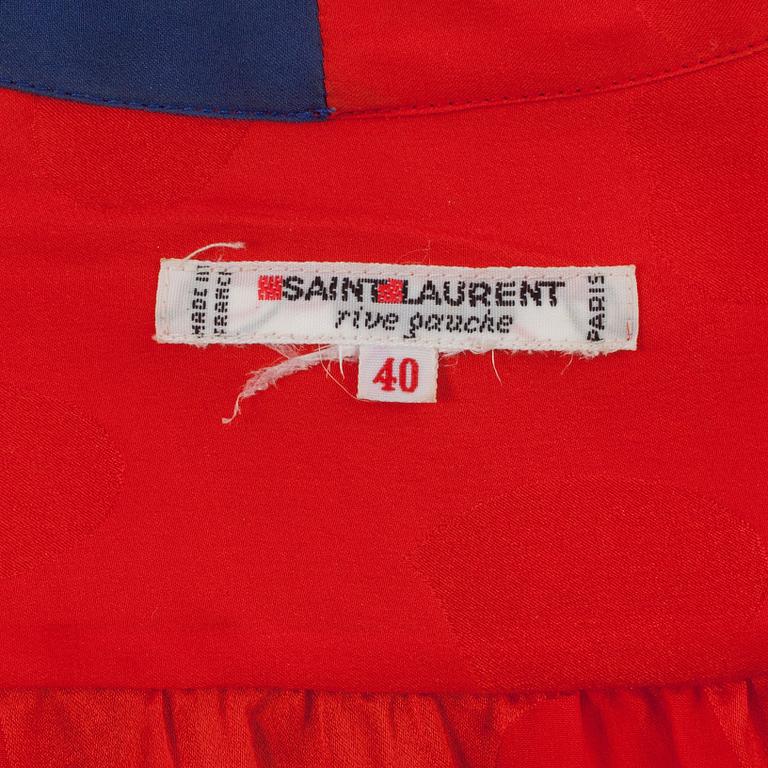 MADE IN
FRANCE
SAINT LAURENT
rive gauche
PARIS
40